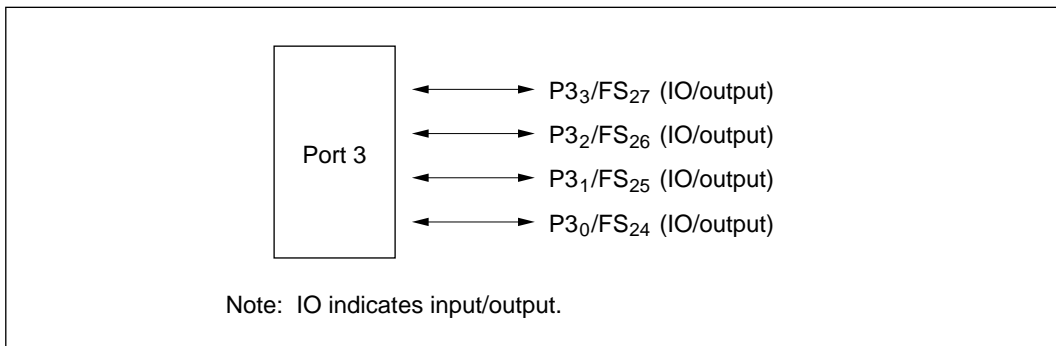 P3₃/FS₂₇ (IO/output)
P3₂/FS₂₆ (IO/output)
Port 3
P3₁/FS₂₅ (IO/output)
P3₀/FS₂₄ (IO/output)
Note: IO indicates input/output.